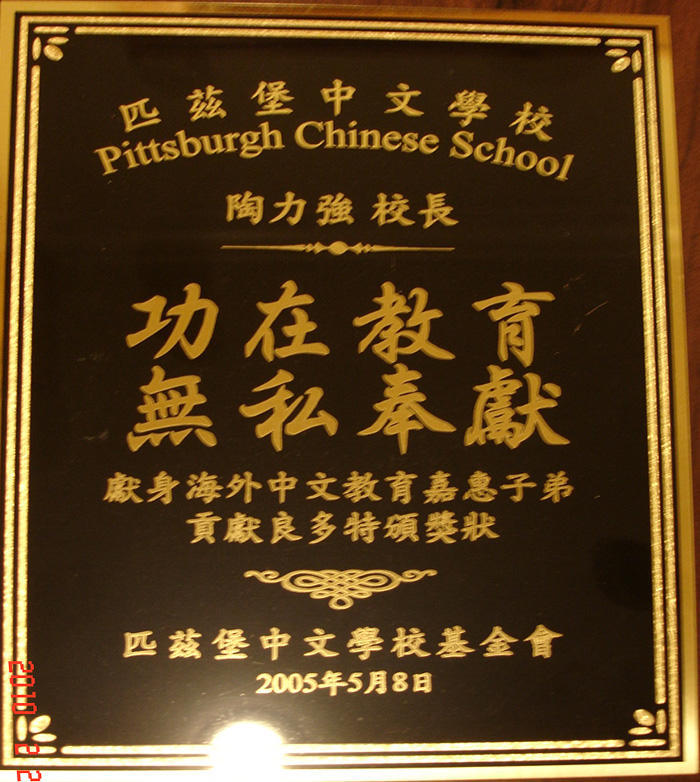 匹茲堡中文學校
Pittsburgh Chinese School
陶力強 校長
功在教育
無私奉獻
獻身海外中文教育嘉惠子弟
貢獻良多特頒獎狀
匹茲堡中文學校基金會
2005年5月8日
2010 2 2